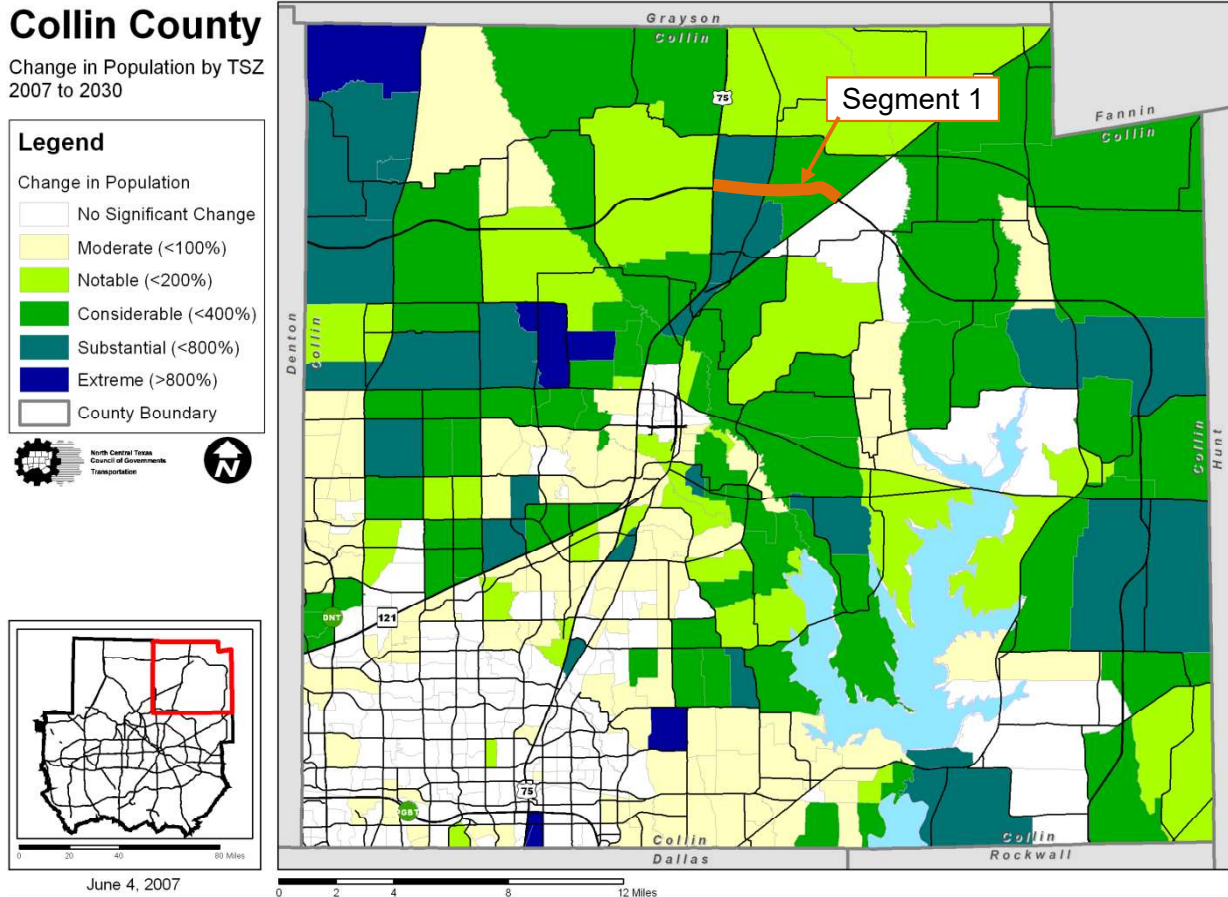 Collin County
Change in Population by TSZ
2007 to 2030
Legend
Change in Population
No Significant Change
Moderate (<100%)
Notable (<200%)
Considerable (<400%)
Substantial (<800%)
Extreme (>800%)
County Boundary
North Central Texas
Council of Governments
Transportation
N
0 20 40 80 Miles
June 4, 2007
Grayson
Collin
75
Segment 1
Fannin
Collin
Denton
Collin
Collin
Hunt
DNT
121
75
PGBT
Collin
Dallas
Collin
Rockwall
0 2 4 8 12 Miles